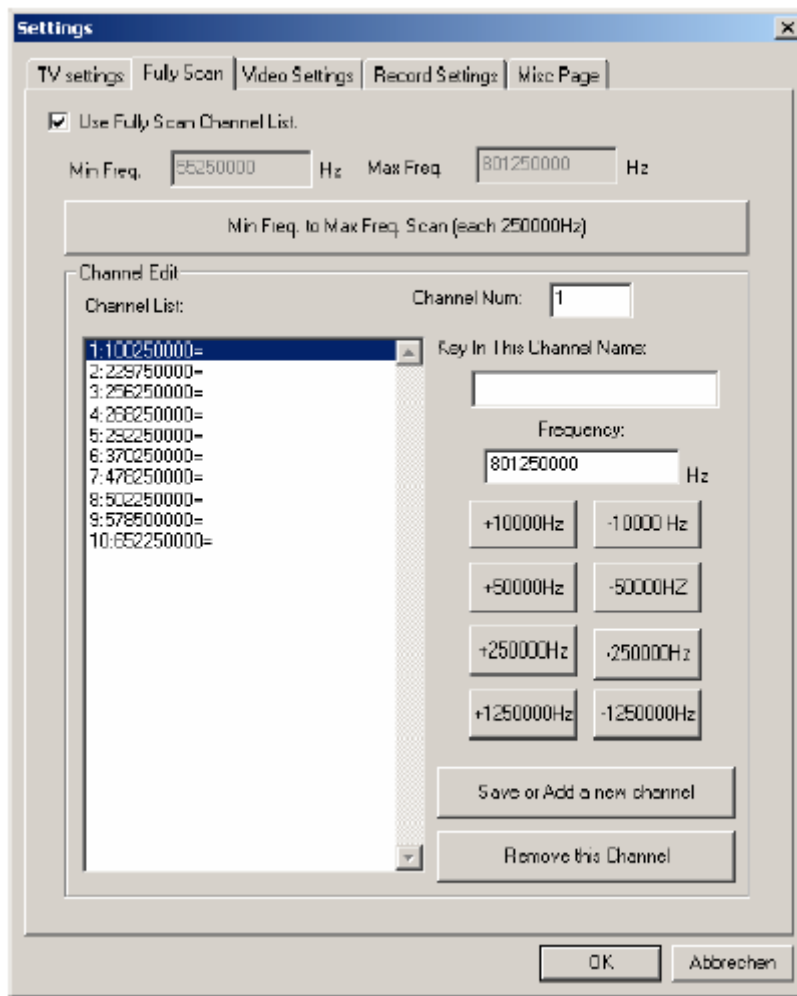 Settings
TV settings Fully Scan Video Settings Record Settings Misc Page
Use Fully Scan Channel List.
Min Freq. 55250000 Hz Max Freq 801250000 Hz
Min Freq. to Max Freq. Scan (each 250000Hz)
Channel Edit
Channel List:
Channel Num: 1
1:100250000=
2:229750000=
3:256250000=
4:268250000=
5:292250000=
6:370250000=
7:478250000=
8:502250000=
9:578500000=
10:652250000=
Key In This Channel Name:
Frequency:
801250000 Hz
+10000Hz -10000 Hz
+50000Hz -50000HZ
+250000Hz -250000Hz
+1250000Hz -1250000Hz
Save or Add a new channel
Remove this Channel
OK Abbrechen